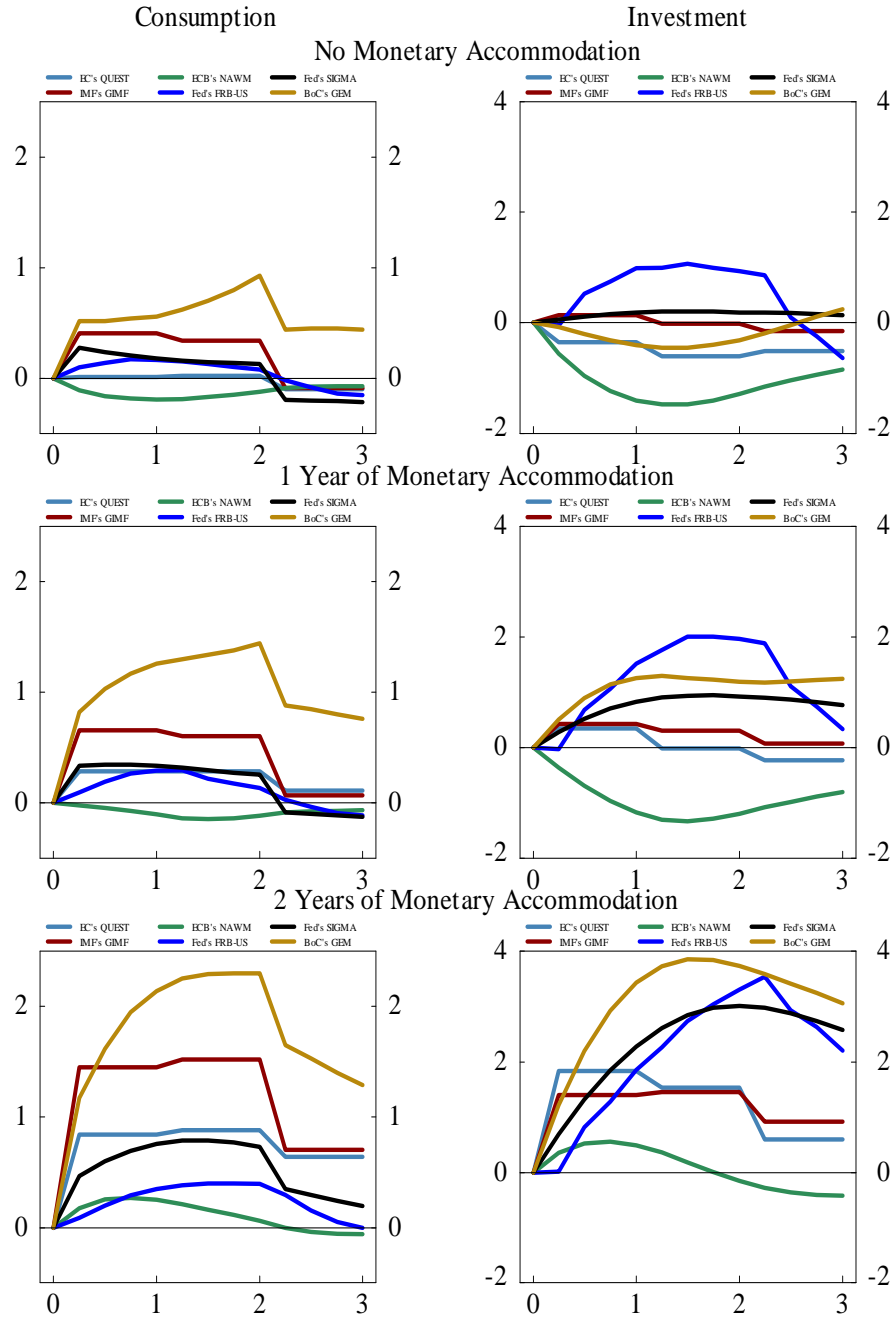 Consumption Investment
No Monetary Accommodation
EC's QUEST ECB's NAWM Fed's SIGMA EC's QUEST ECB's NAWM Fed's SIGMA
IMF's GIMF Fed's FRB-US BoC's GEM IMF's GIMF Fed's FRB-US BoC's GEM
4 4
2 2
2 2
1 1
0 0
0 0
-2 -2
0 1 2 3 0 1 2 3
1 Year of Monetary Accommodation
EC's QUEST ECB's NAWM Fed's SIGMA EC's QUEST ECB's NAWM Fed's SIGMA
IMF's GIMF Fed's FRB-US BoC's GEM IMF's GIMF Fed's FRB-US BoC's GEM
4 4
2 2
2 2
1 1
0 0
0 0
-2 -2
0 1 2 3 0 1 2 3
2 Years of Monetary Accommodation
EC's QUEST ECB's NAWM Fed's SIGMA EC's QUEST ECB's NAWM Fed's SIGMA
IMF's GIMF Fed's FRB-US BoC's GEM IMF's GIMF Fed's FRB-US BoC's GEM
4 4
2 2
2 2
1 1
0 0
0 0
-2 -2
0 1 2 3 0 1 2 3